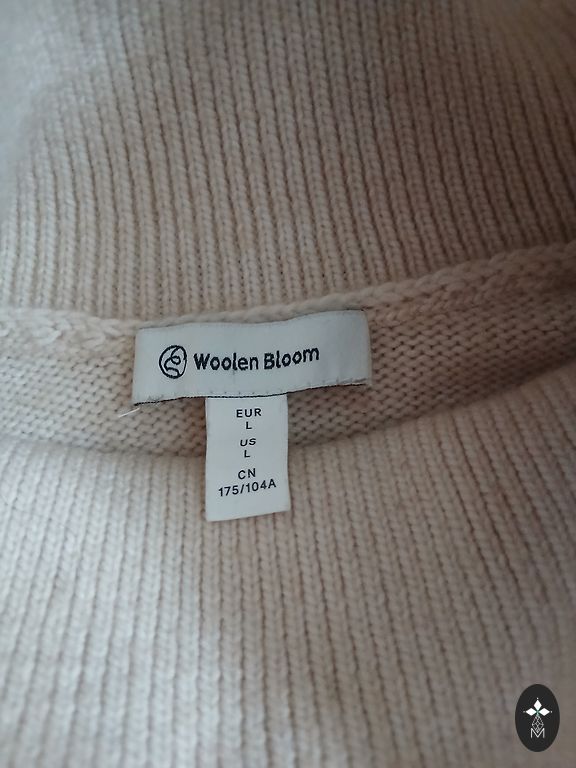 Woolen Bloom
EUR
L
US
L
CN
175/104A
M